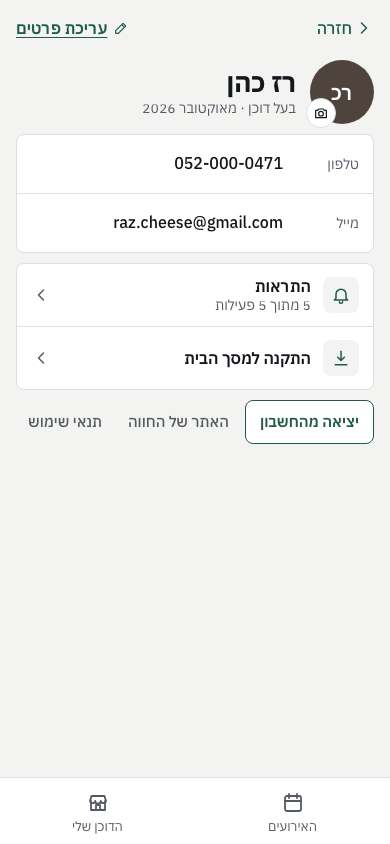 חזרה
עריכת פרטים
רכ
רז כהן
בעל דוכן · מאוקטובר 2026
טלפון
052-000-0471
מייל
raz.cheese@gmail.com
התראות
5 מתוך 5 פעילות
התקנה למסך הבית
יציאה מהחשבון
האתר של החווה
תנאי שימוש
האירועים
הדוכן שלי